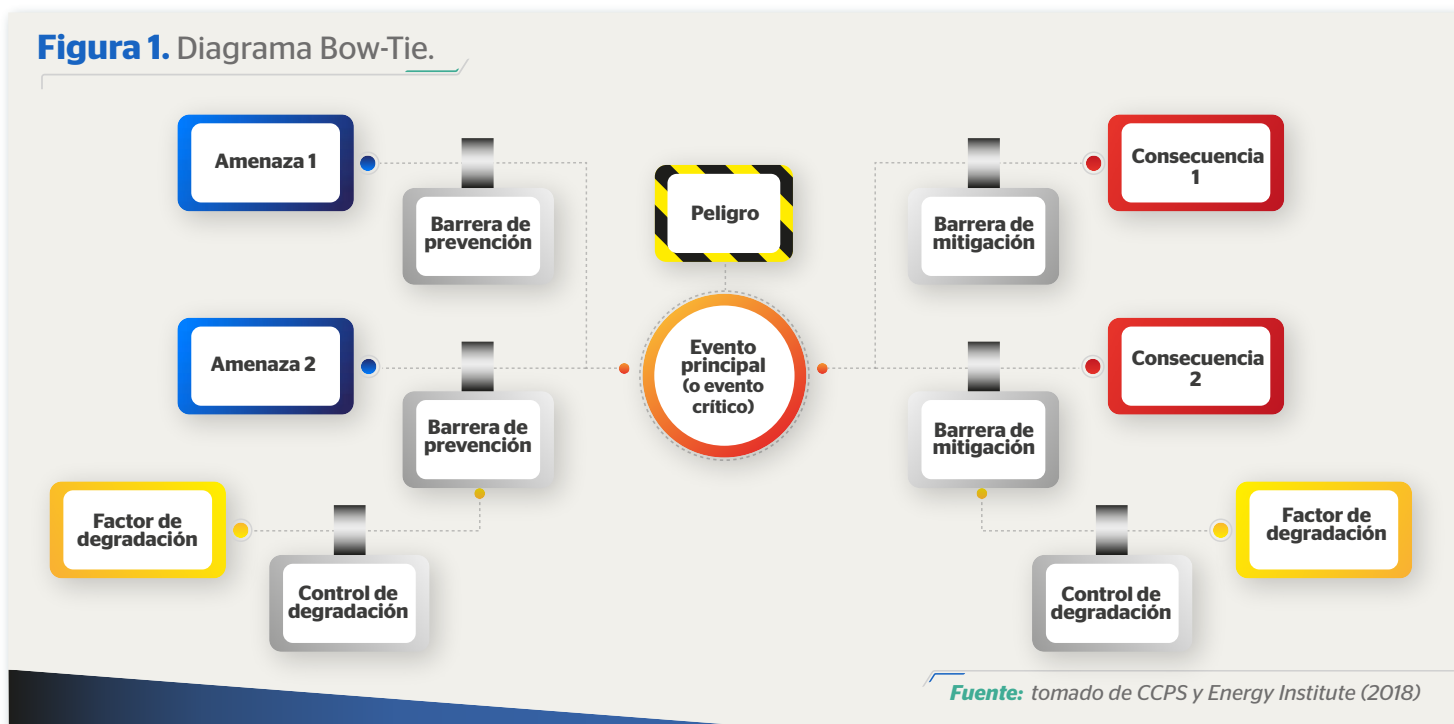 Figura 1. Diagrama Bow-Tie.
Amenaza 1
Barrera de
prevención
Amenaza 2
Barrera de
prevención
Factor de
degradación
Control de
degradación
Peligro
Evento
principal
(o evento
crítico)
Consecuencia
1
Barrera de
mitigación
Consecuencia
2
Barrera de
mitigación
Factor de
degradación
Control de
degradación
Fuente: tomado de CCPS y Energy Institute (2018)